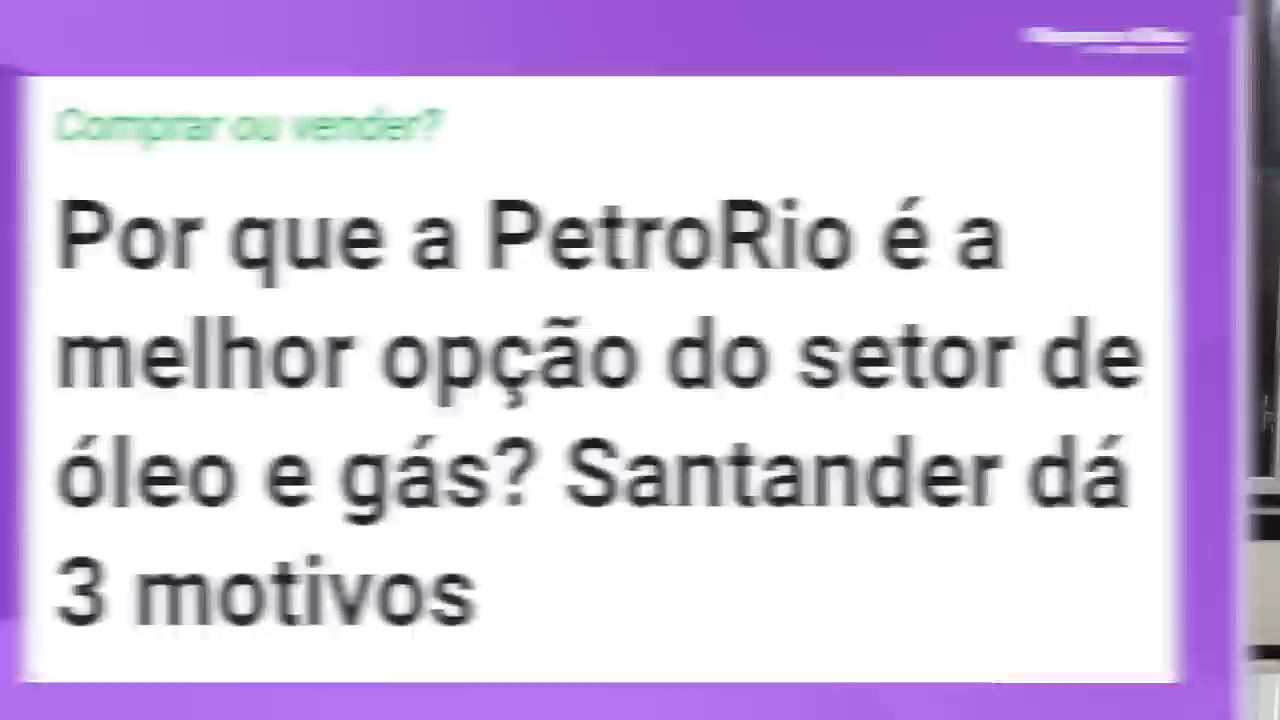 Comprar ou vender?
Por que a PetroRio é a
melhor opção do setor de
óleo e gás? Santander dá
3 motivos